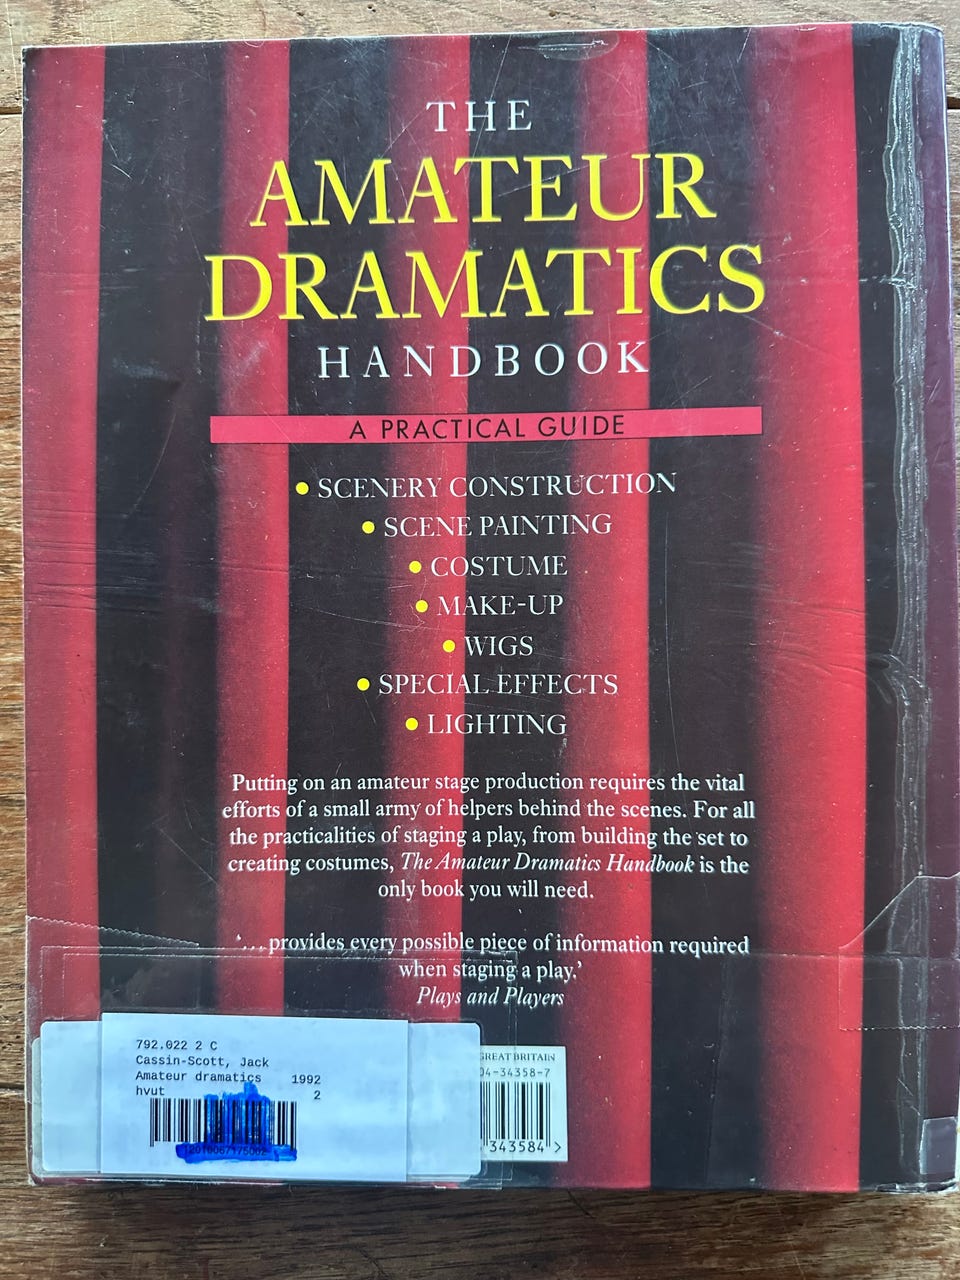 THE
AMATEUR
DRAMATICS
HANDBOOK
A PRACTICAL GUIDE
• SCENERY CONSTRUCTION
• SCENE PAINTING
• COSTUME
• MAKE-UP
• WIGS
• SPECIAL EFFECTS
• LIGHTING
Putting on an amateur stage production requires the vital
efforts of a small army of helpers behind the scenes. For all
the practicalities of staging a play, from building the set to
creating costumes, The Amateur Dramatics Handbook is the
only book you will need.
‘...provides every possible piece of information required
when staging a play.’
Plays and Players
792.022 2 C
Cassin-Scott, Jack
Amateur dramatics 1992
hvut 2
GREAT BRITAIN
04-34358-7
343584 >